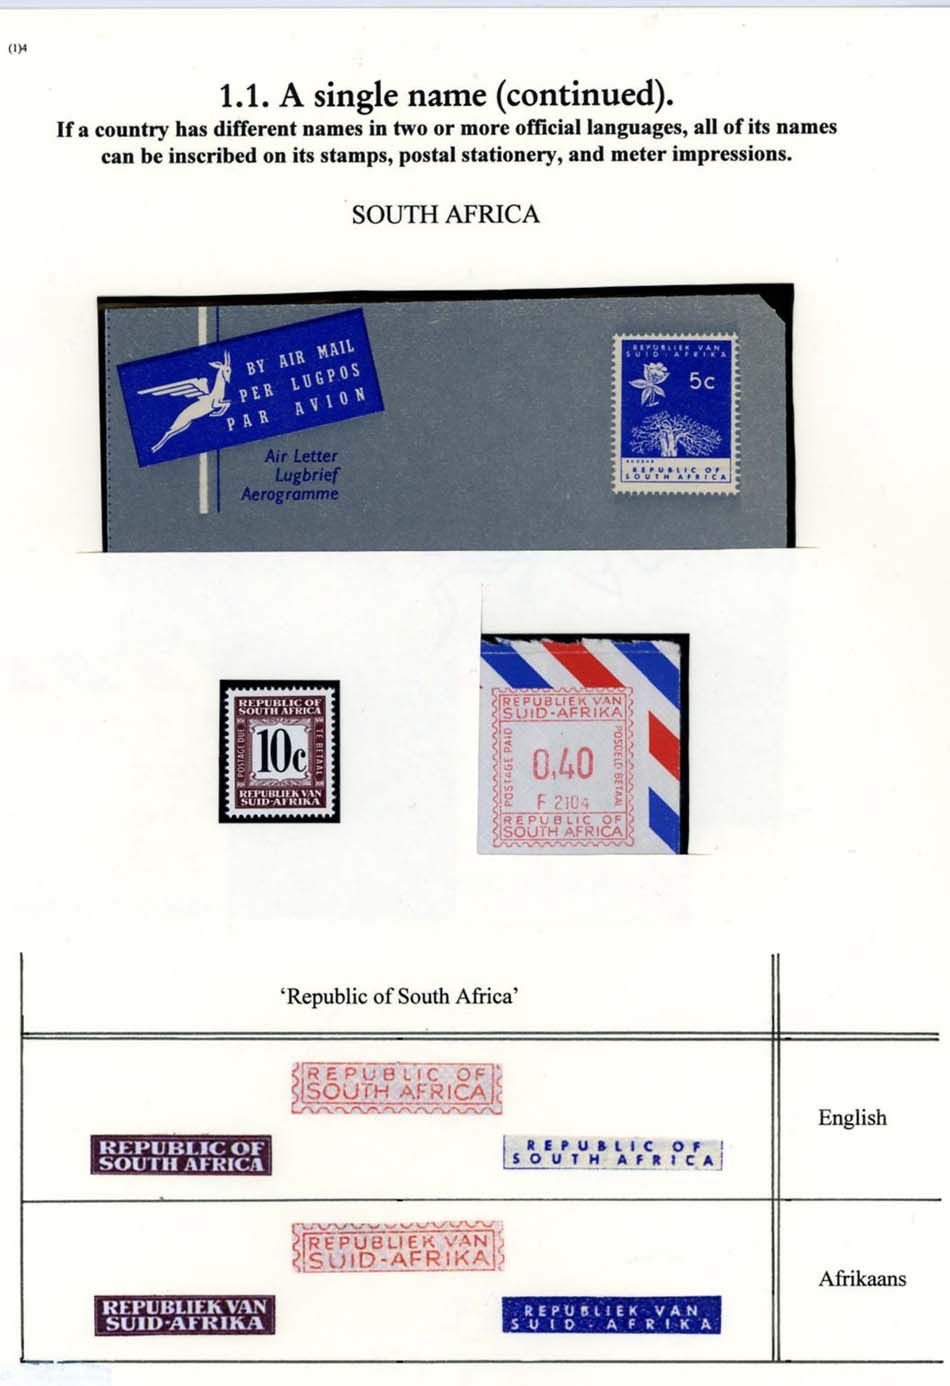 (1)4
1.1. A single name (continued).
If a country has different names in two or more official languages, all of its names
can be inscribed on its stamps, postal stationery, and meter impressions.
SOUTH AFRICA
BY AIR MAIL
PER LUGPOS
PAR AVION
Air Letter
Lugbrief
Aerogramme
REPUBLIEK VAN
SUID-AFRIKA
5c
REPUBLIC OF
SOUTH AFRICA
REPUBLIC OF
SOUTH AFRICA
POSTAGE DUE
10c
TE BETAAL
REPUBLIEK VAN
SUID-AFRIKA
REPUBLIEK VAN
SUID-AFRIKA
POSTAGE PAID
0,40
POSGELD BETAAL
F 2104
REPUBLIC OF
SOUTH AFRICA
‘Republic of South Africa’
REPUBLIC OF
SOUTH AFRICA
English
REPUBLIC OF
SOUTH AFRICA
REPUBLIC OF
SOUTH AFRICA
REPUBLIEK VAN
SUID-AFRIKA
Afrikaans
REPUBLIEK VAN
SUID-AFRIKA
REPUBLIEK VAN
SUID-AFRIKA